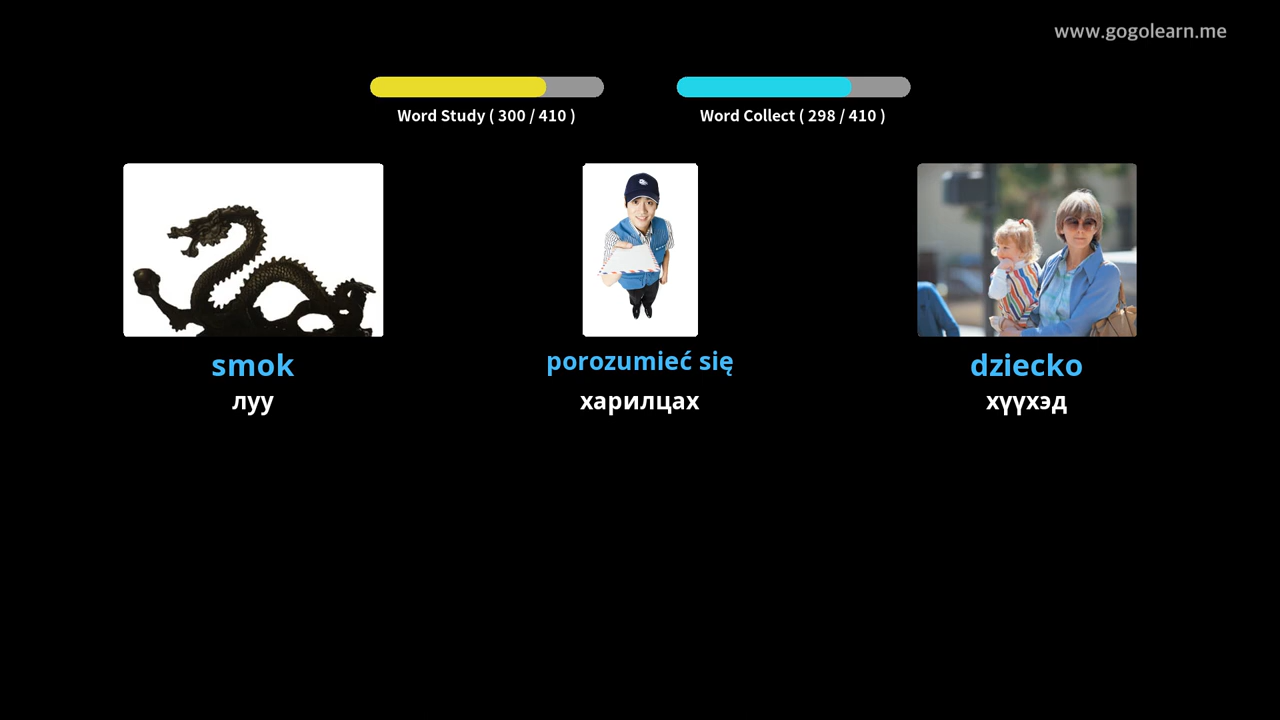 www.gogolearn.me
Word Study ( 300 / 410 )
Word Collect ( 298 / 410 )
smok
porozumieć się
dziecko
луу
харилцах
хүүхэд